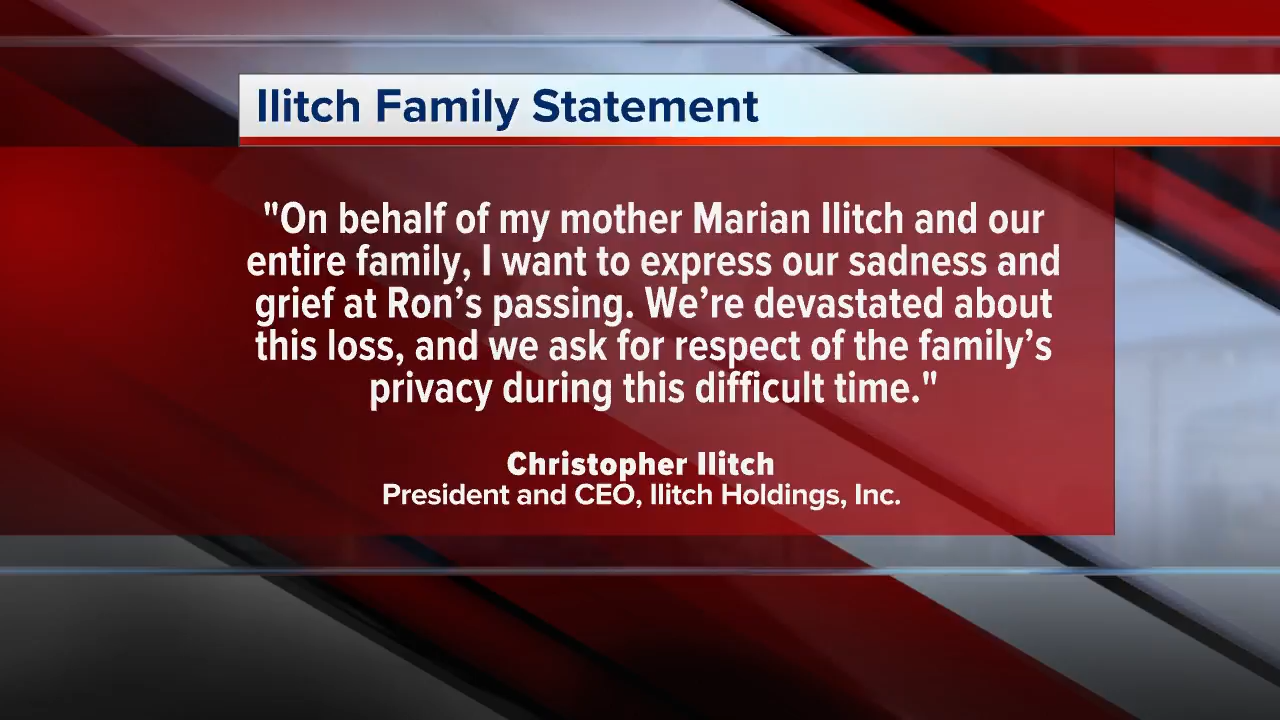 Ilitch Family Statement
"On behalf of my mother Marian Ilitch and our
entire family, I want to express our sadness and
grief at Ron’s passing. We’re devastated about
this loss, and we ask for respect of the family’s
privacy during this difficult time."
Christopher Ilitch
President and CEO, Ilitch Holdings, Inc.